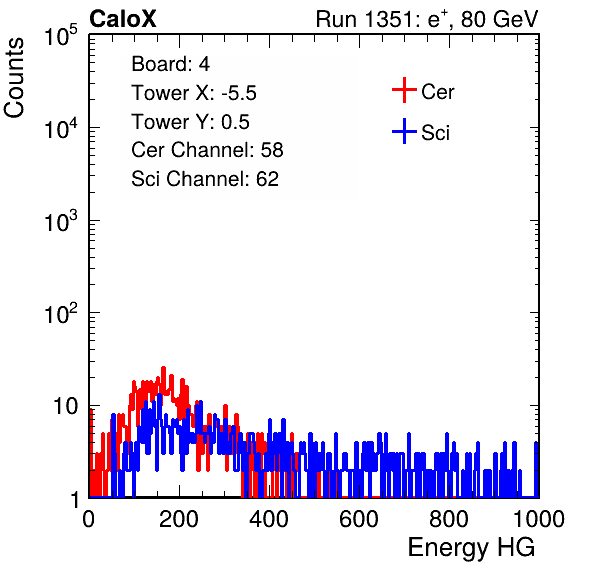 CaloX Run 1351: e⁺, 80 GeV
Counts
Board: 4
Tower X: -5.5
Tower Y: 0.5
Cer Channel: 58
Sci Channel: 62
Cer
Sci
10⁵
10⁴
10³
10²
10
1
0 200 400 600 800 1000
Energy HG